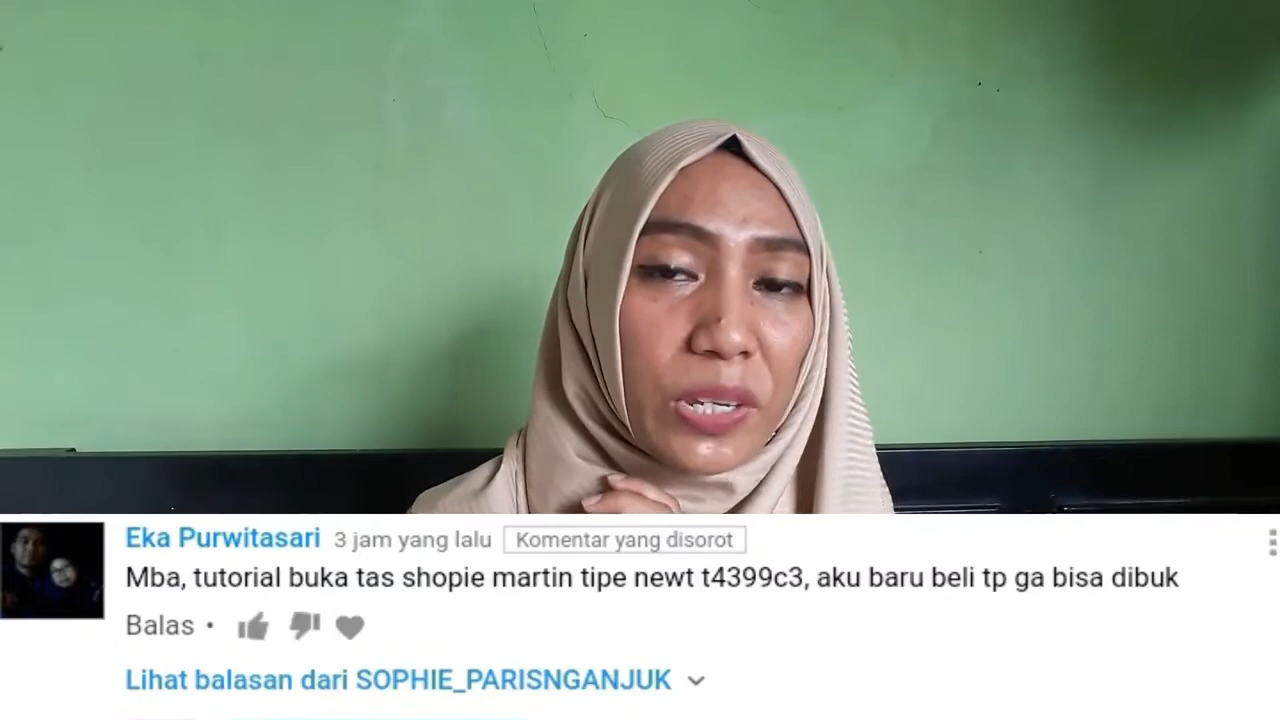 Eka Purwitasari 3 jam yang lalu Komentar yang disorot
Mba, tutorial buka tas shopie martin tipe newt t4399c3, aku baru beli tp ga bisa dibuk
Balas •
Lihat balasan dari SOPHIE_PARISNGANJUK